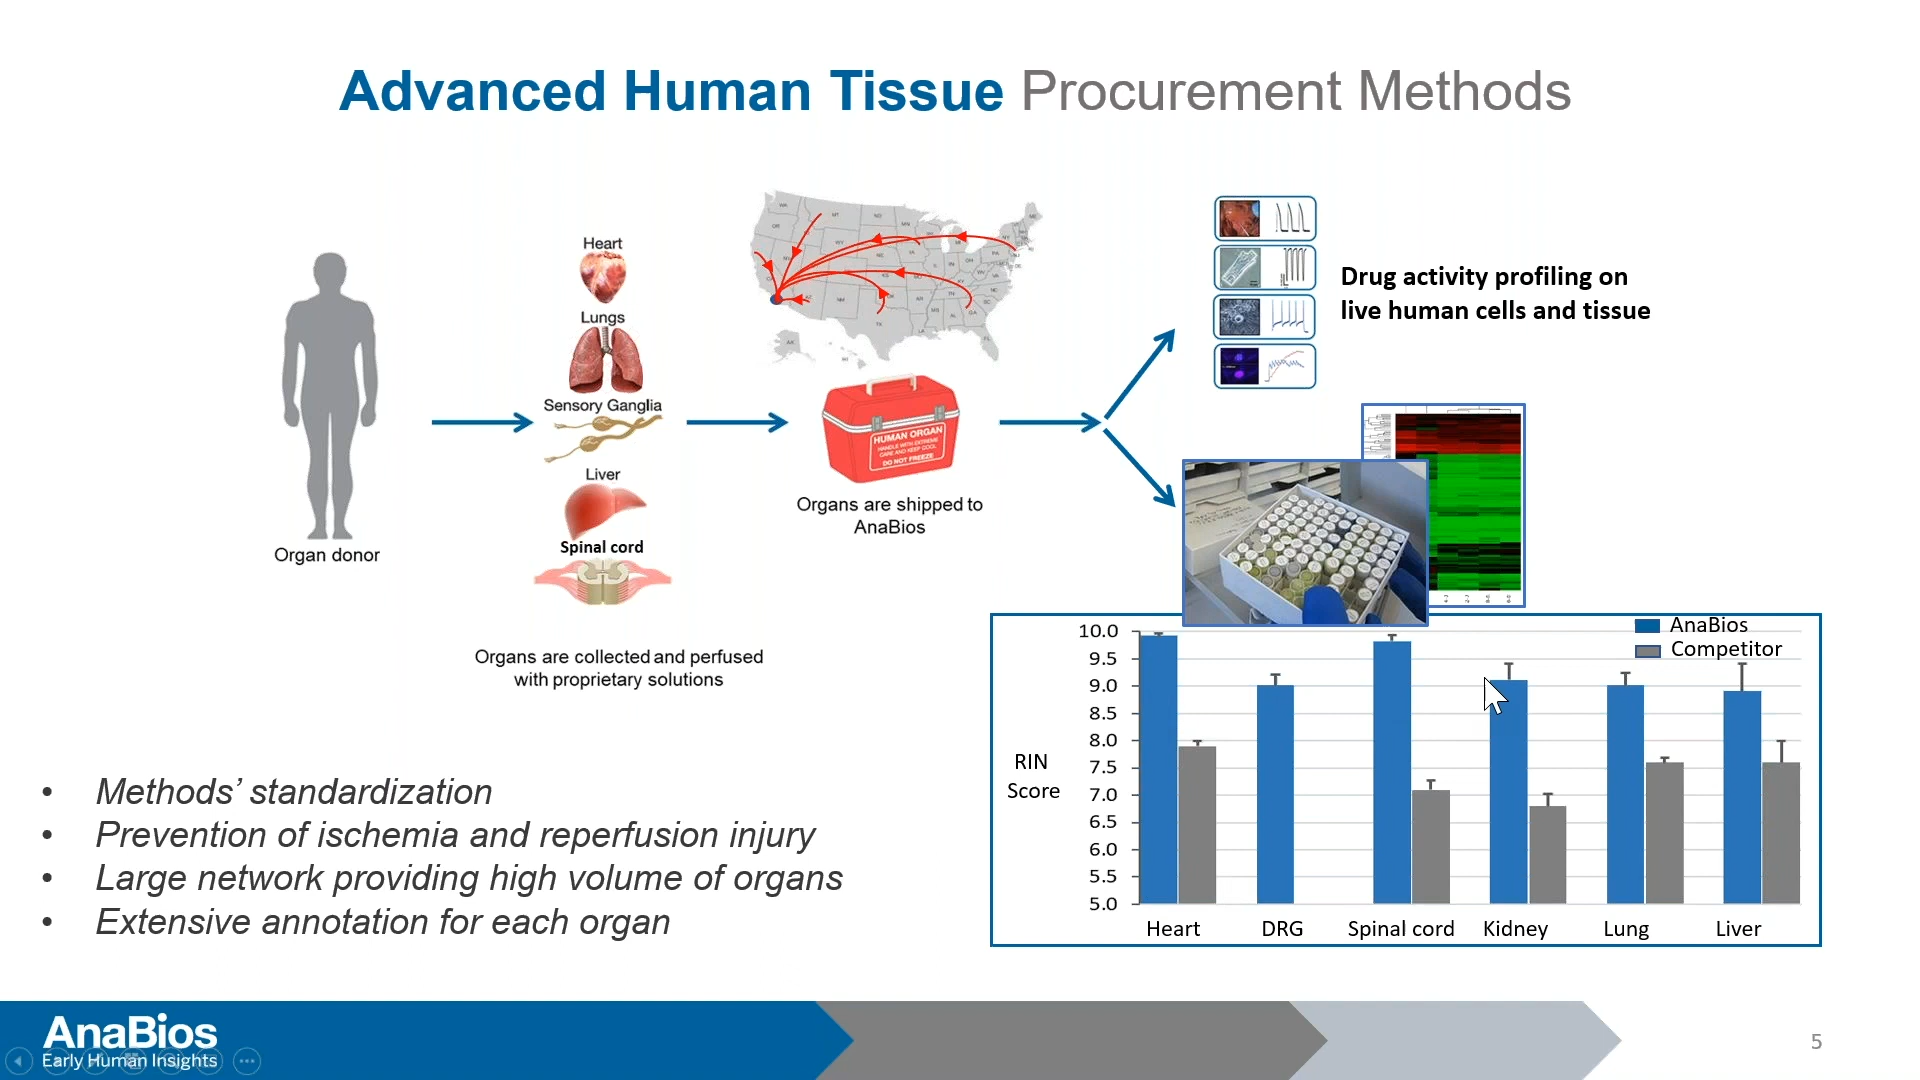 Advanced Human Tissue Procurement Methods
Organ donor
Heart
Lungs
Sensory Ganglia
Liver
Spinal cord
Organs are collected and perfused
with proprietary solutions
HUMAN ORGAN
HANDLE WITH EXTREME
CARE AND KEEP COOL
DO NOT FREEZE
Organs are shipped to
AnaBios
Drug activity profiling on
live human cells and tissue
AnaBios
Competitor
RIN
Score
10.0
9.5
9.0
8.5
8.0
7.5
7.0
6.5
6.0
5.5
5.0
Heart DRG Spinal cord Kidney Lung Liver
• Methods’ standardization
• Prevention of ischemia and reperfusion injury
• Large network providing high volume of organs
• Extensive annotation for each organ
AnaBios
Early Human Insights
5